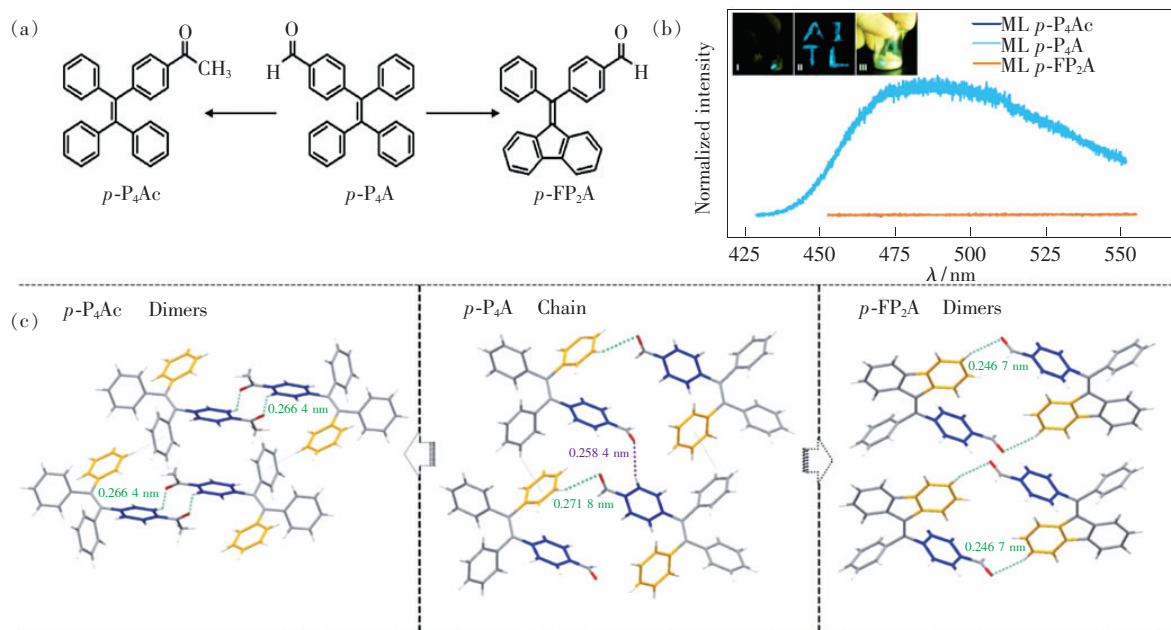 (a)
O
CH3
H
O
O
H
p-P4Ac
p-P4A
p-FP2A
(b)
Normalized intensity
I
II
III
AI
TL
ML p-P4Ac
ML p-P4A
ML p-FP2A
425
450
475
500
525
550
λ/nm
(c)
p-P4Ac Dimers
0.266 4 nm
0.266 4 nm
p-P4A Chain
0.258 4 nm
0.271 8 nm
p-FP2A Dimers
0.246 7 nm
0.246 7 nm